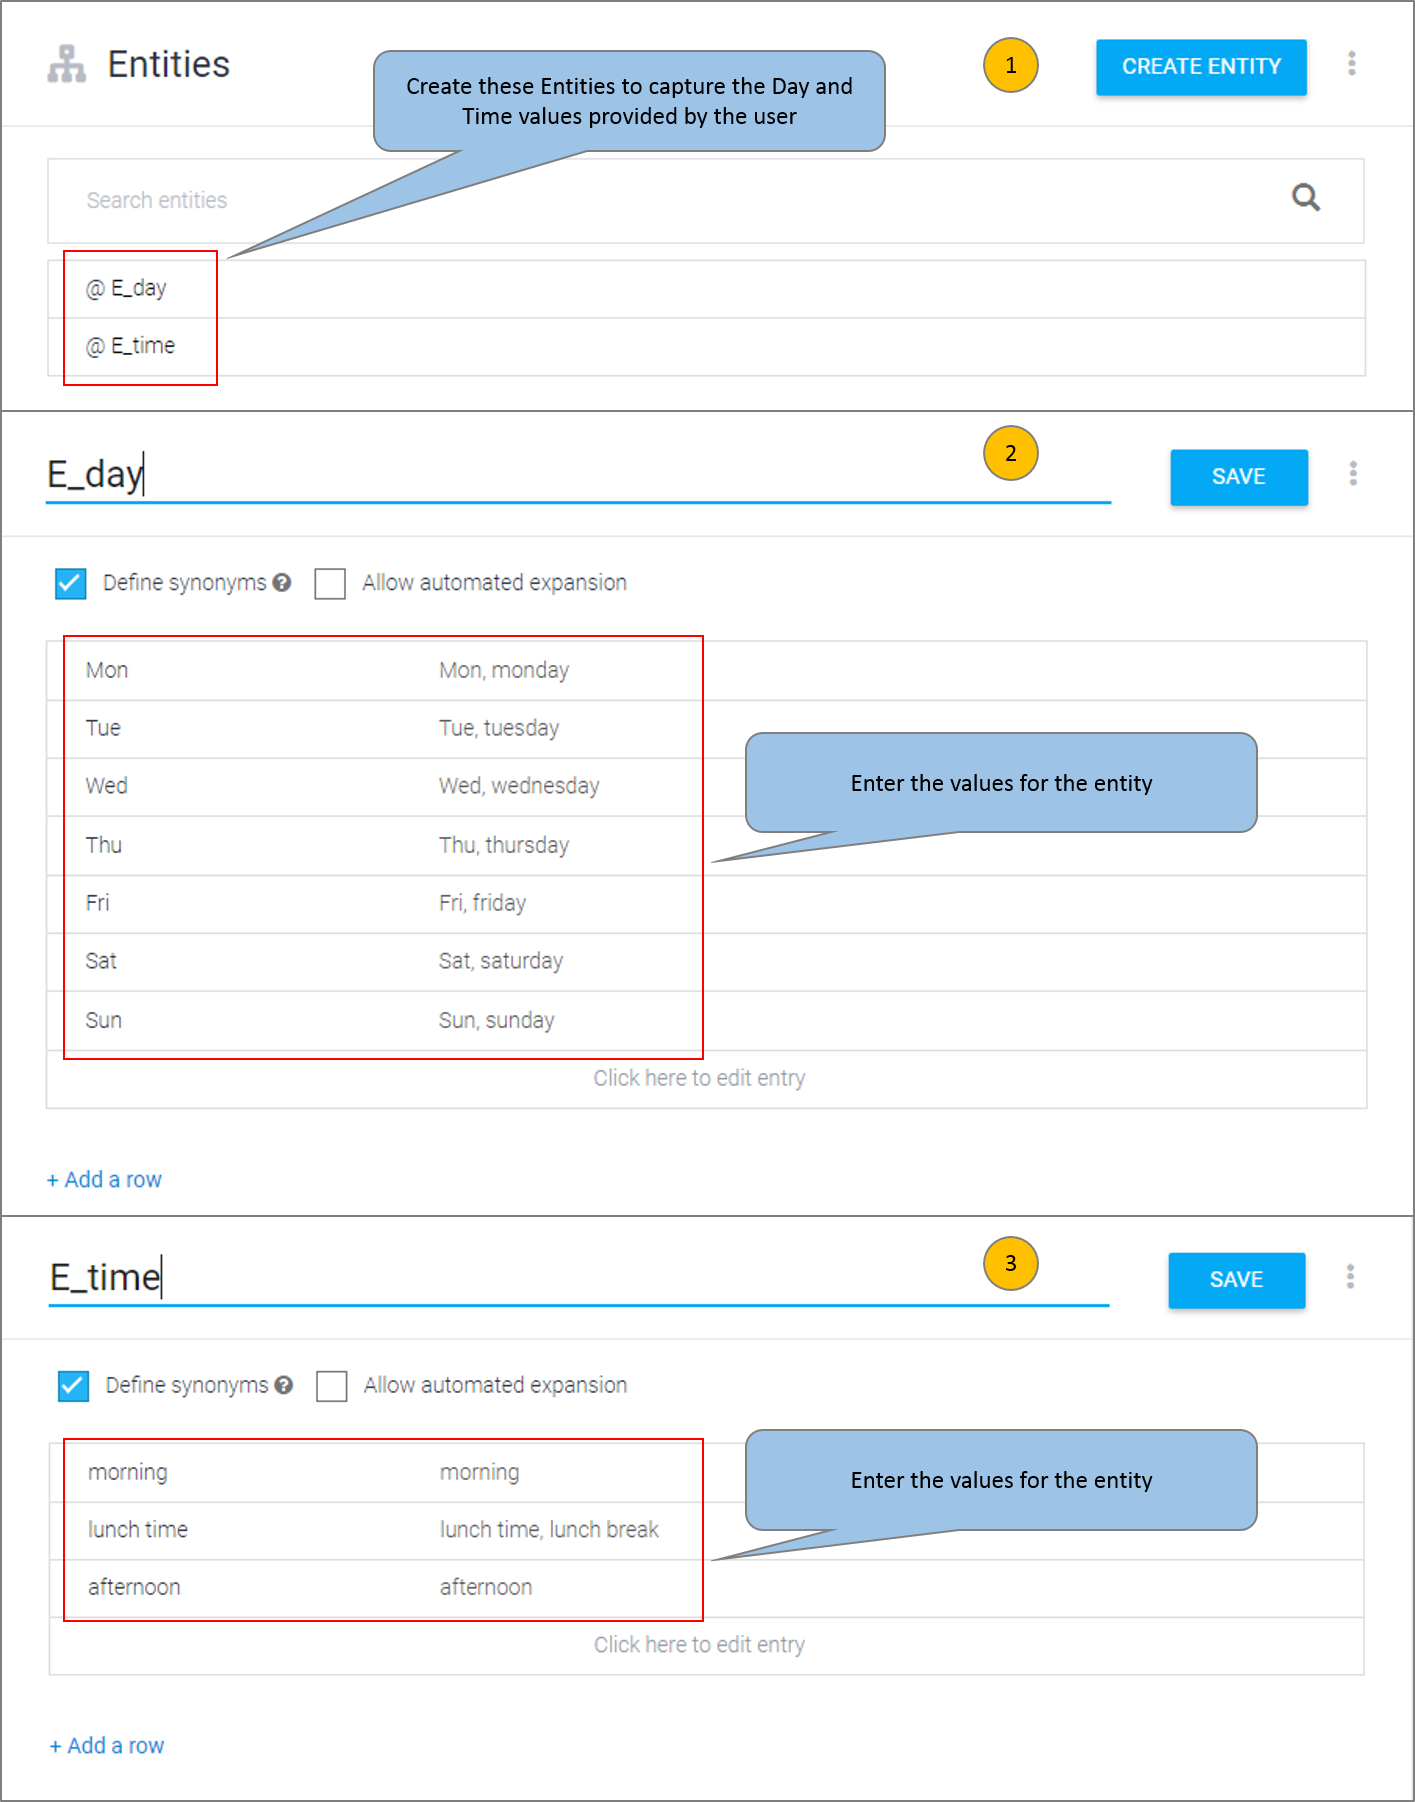 Entities
1
CREATE ENTITY
Create these Entities to capture the Day and
Time values provided by the user
Search entities
@ E_day
@ E_time
E_day
2
SAVE
Define synonyms ?
Allow automated expansion
Mon Mon, monday
Tue Tue, tuesday
Wed Wed, wednesday
Thu Thu, thursday
Fri Fri, friday
Sat Sat, saturday
Sun Sun, sunday
Enter the values for the entity
Click here to edit entry
+ Add a row
E_time
3
SAVE
Define synonyms ?
Allow automated expansion
morning morning
lunch time lunch time, lunch break
afternoon afternoon
Enter the values for the entity
Click here to edit entry
+ Add a row